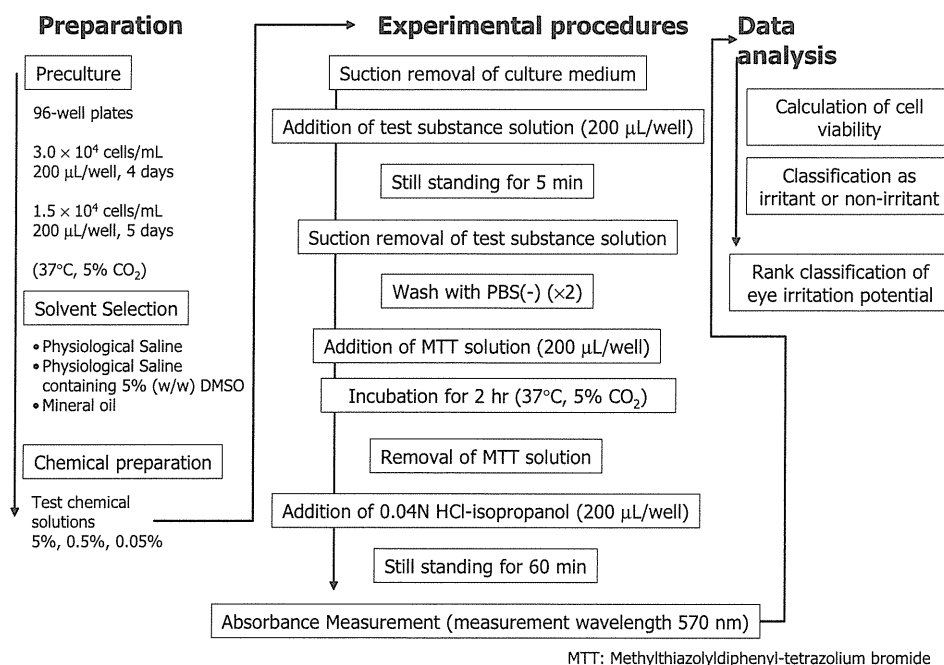 Preparation
Preculture
96-well plates
3.0 × 10⁴ cells/mL
200 μL/well, 4 days
1.5 × 10⁴ cells/mL
200 μL/well, 5 days
(37°C, 5% CO₂)
Solvent Selection
• Physiological Saline
• Physiological Saline
containing 5% (w/w) DMSO
• Mineral oil
Chemical preparation
Test chemical
solutions
5%, 0.5%, 0.05%
Experimental procedures
Suction removal of culture medium
Addition of test substance solution (200 μL/well)
Still standing for 5 min
Suction removal of test substance solution
Wash with PBS(-) (×2)
Addition of MTT solution (200 μL/well)
Incubation for 2 hr (37°C, 5% CO₂)
Removal of MTT solution
Addition of 0.04N HCl-isopropanol (200 μL/well)
Still standing for 60 min
Absorbance Measurement (measurement wavelength 570 nm)
Data
analysis
Calculation of cell
viability
Classification as
irritant or non-irritant
Rank classification of
eye irritation potential
MTT: Methylthiazolyldiphenyl-tetrazolium bromide